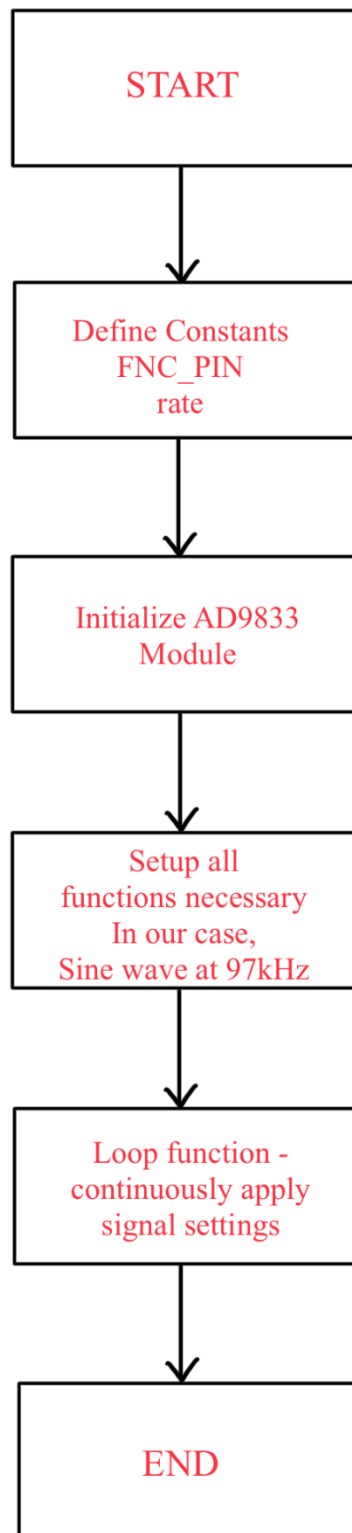 START
Define Constants
FNC_PIN
rate
Initialize AD9833
Module
Setup all
functions necessary
In our case,
Sine wave at 97kHz
Loop function -
continuously apply
signal settings
END